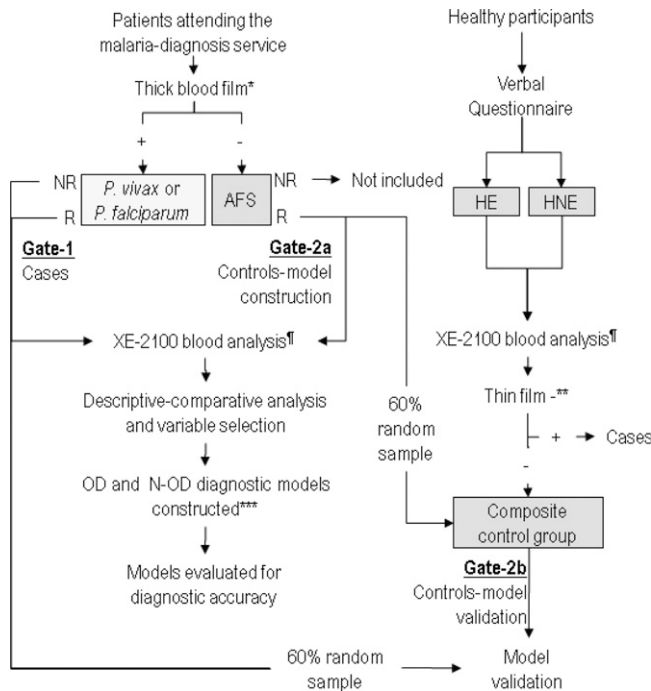 Patients attending the
malaria-diagnosis service
Thick blood film*
+
-
NR
P. vivax or
P. falciparum
R
AFS
NR
R
Not included
Gate-1
Cases
Gate-2a
Controls-model
construction
XE-2100 blood analysis¶
Descriptive-comparative analysis
and variable selection
OD and N-OD diagnostic models
constructed***
Models evaluated for
diagnostic accuracy
60%
random
sample
Healthy participants
Verbal
Questionnaire
HE
HNE
XE-2100 blood analysis¶
Thin film -**
+
Cases
-
Composite
control group
Gate-2b
Controls-model
validation
60% random
sample
Model
validation